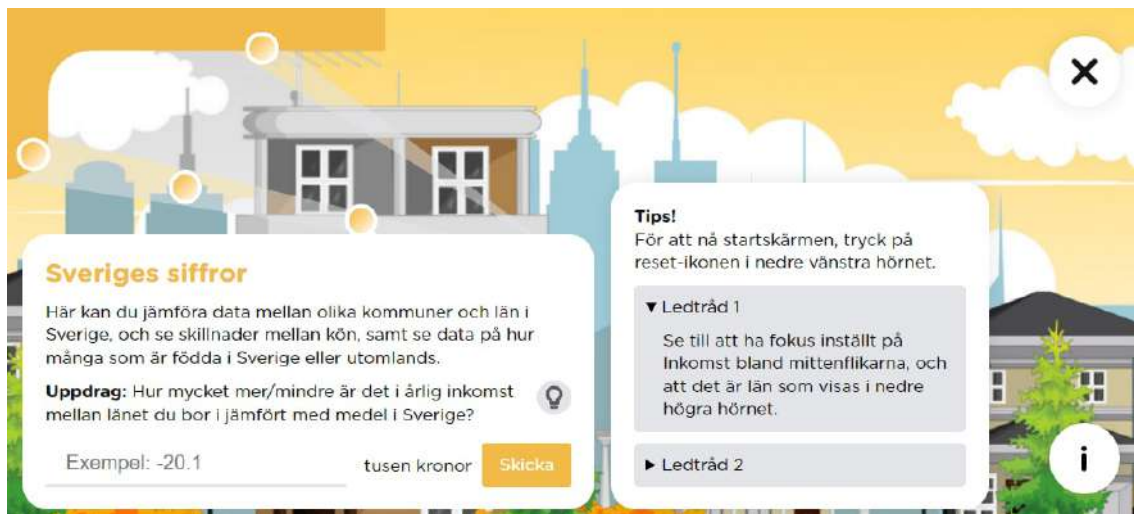 Sveriges siffror
Här kan du jämföra data mellan olika kommuner och län i
Sverige, och se skillnader mellan kön, samt se data på hur
många som är födda i Sverige eller utomlands.
Uppdrag: Hur mycket mer/mindre är det i årlig inkomst
mellan länet du bor i jämfört med medel i Sverige?
Exempel: -20.1 tusen kronor Skicka
Tips!
För att nå startskärmen, tryck på
reset-ikonen i nedre vänstra hörnet.
▼ Ledtråd 1
Se till att ha fokus inställt på
Inkomst bland mittenflikarna, och
att det är län som visas i nedre
högra hörnet.
▶ Ledtråd 2
i